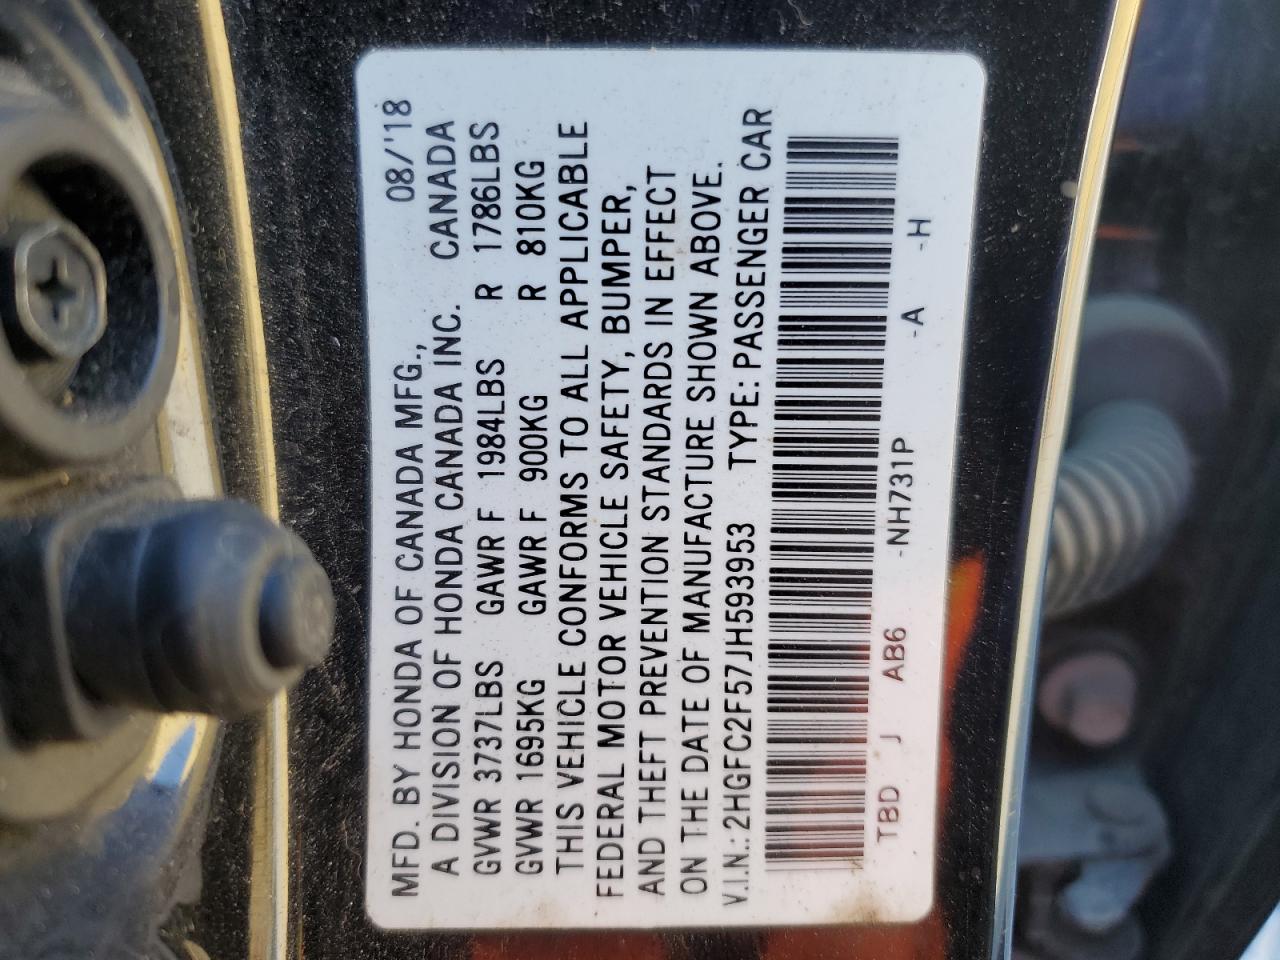 08/'18
MFD. BY HONDA OF CANADA MFG.,
A DIVISION OF HONDA CANADA INC. CANADA
GVWR 3737LBS GAWR F 1984LBS R 1786LBS
GVWR 1695KG GAWR F 900KG R 810KG
THIS VEHICLE CONFORMS TO ALL APPLICABLE
FEDERAL MOTOR VEHICLE SAFETY, BUMPER,
AND THEFT PREVENTION STANDARDS IN EFFECT
ON THE DATE OF MANUFACTURE SHOWN ABOVE.
V.I.N.: 2HGFC2F57JH593953 TYPE: PASSENGER CAR
TBD J AB6 -NH731P -A -H